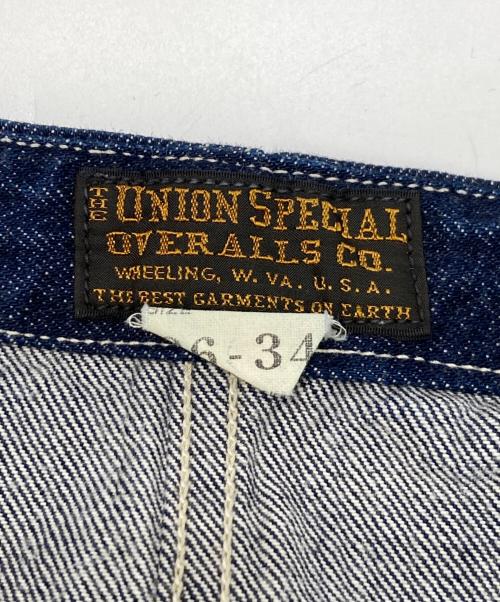 THE UNION SPECIAL
OVERALLS CO.
WHEELING, W. VA. U.S.A.
THE BEST GARMENTS ON EARTH
6-34